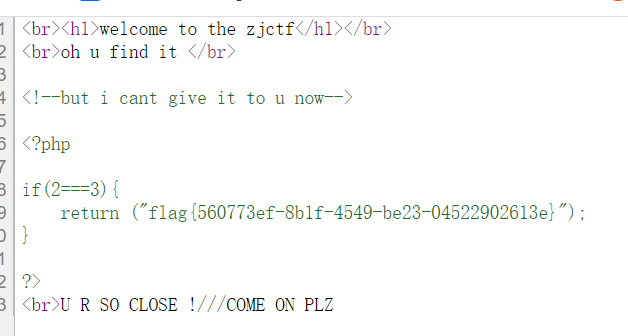 1 <br><h1>welcome to the zjctf</h1></br>
2 <br>oh u find it </br>
3
4 <!--but i cant give it to u now-->
5
6 <?php
7
8 if(2===3){
9     return ("flag{560773ef-8b1f-4549-be23-04522902613e}");
0 }
1
2 ?>
3 <br>U R SO CLOSE !///COME ON PLZ